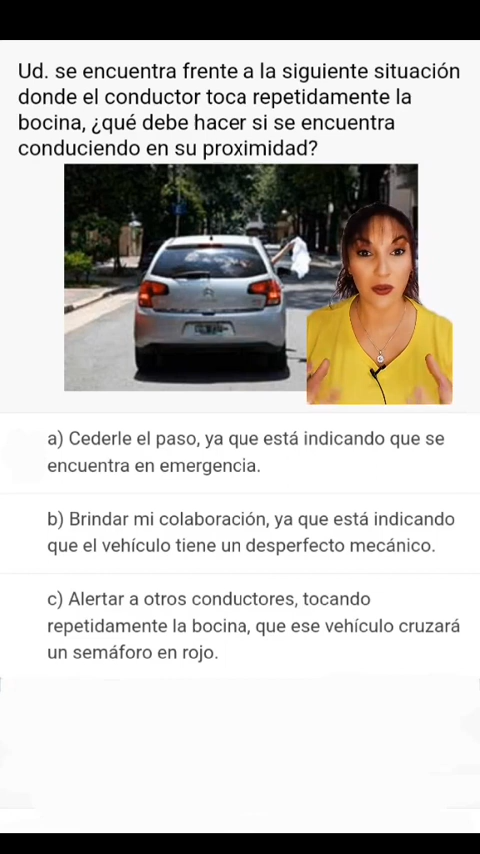 Ud. se encuentra frente a la siguiente situación
donde el conductor toca repetidamente la
bocina, ¿qué debe hacer si se encuentra
conduciendo en su proximidad?
a) Cederle el paso, ya que está indicando que se
encuentra en emergencia.
b) Brindar mi colaboración, ya que está indicando
que el vehículo tiene un desperfecto mecánico.
c) Alertar a otros conductores, tocando
repetidamente la bocina, que ese vehículo cruzará
un semáforo en rojo.